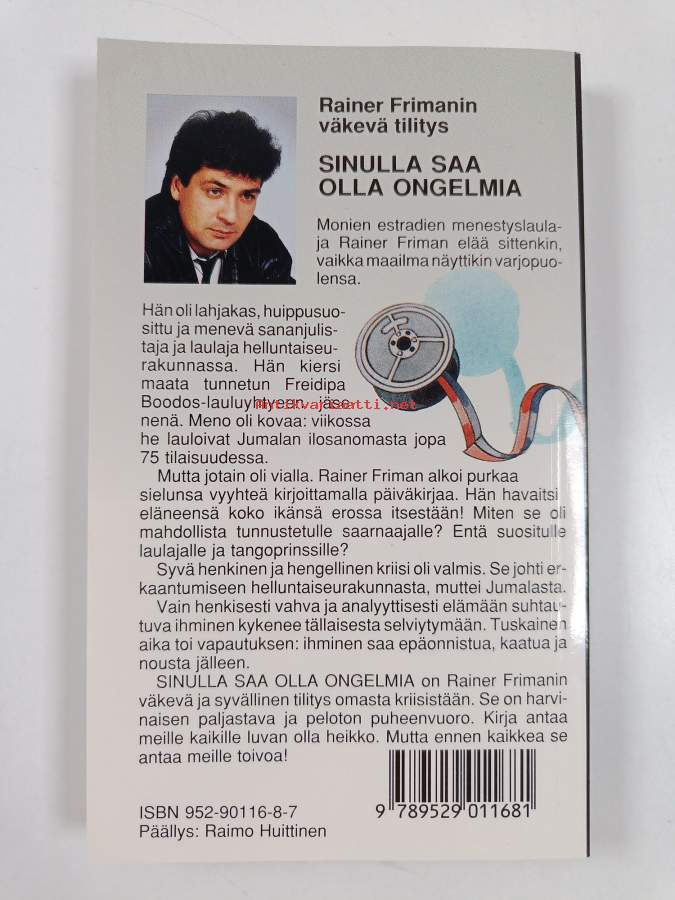 Rainer Frimanin
väkevä tilitys
SINULLA SAA
OLLA ONGELMIA
Monien estradien menestyslaula-
ja Rainer Friman elää sittenkin,
vaikka maailma näyttikin varjopuo-
lensa.
Hän oli lahjakas, huippusuo-
sittu ja menevä sananjulis-
taja ja laulaja helluntaiseu-
rakunnassa. Hän kiersi
maata tunnetun Freidipa
Boodos-lauluyhtyeen jäse-
nenä. Meno oli kovaa: viikossa
he lauloivat Jumalan ilosanomasta jopa
75 tilaisuudessa.
Mutta jotain oli vialla. Rainer Friman alkoi purkaa
sielunsa vyyhteä kirjoittamalla päiväkirjaa. Hän havaitsi
eläneensä koko ikänsä erossa itsestään! Miten se oli
mahdollista tunnustetulle saarnaajalle? Entä suositulle
laulajalle ja tangoprinssille?
Syvä henkinen ja hengellinen kriisi oli valmis. Se johti er-
kaantumiseen helluntaiseurakunnasta, muttei Jumalasta.
Vain henkisesti vahva ja analyyttisesti elämään suhtau-
tuva ihminen kykenee tällaisesta selviytymään. Tuskainen
aika toi vapautuksen: ihminen saa epäonnistua, kaatua ja
nousta jälleen.
SINULLA SAA OLLA ONGELMIA on Rainer Frimanin
väkevä ja syvällinen tilitys omasta kriisistään. Se on harvi-
naisen paljastava ja peloton puheenvuoro. Kirja antaa
meille kaikille luvan olla heikko. Mutta ennen kaikkea se
antaa meille toivoa!
ISBN 952-90116-8-7
Päällys: Raimo Huittinen
9 789529 011681
Antikvariaatti.net